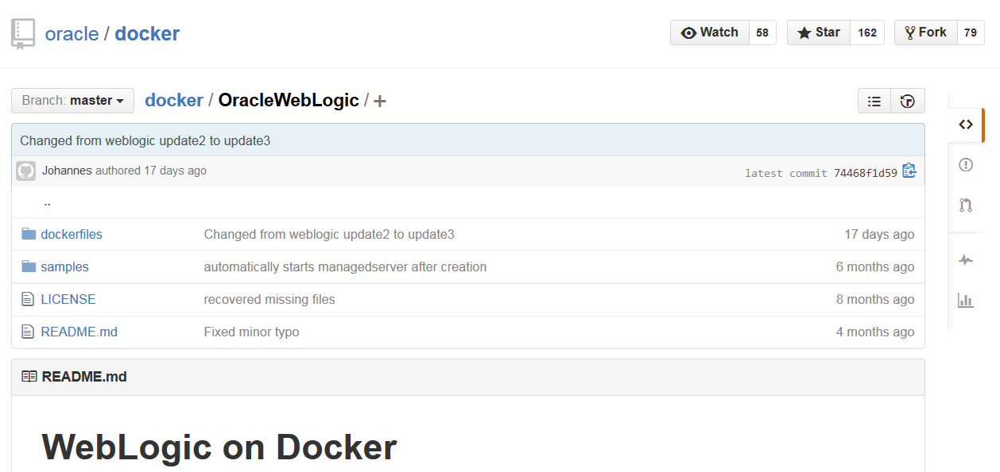 oracle / docker Watch 58 Star 162 Fork 79
Branch: master docker / OracleWebLogic / +
Changed from weblogic update2 to update3
Johannes authored 17 days ago latest commit 74468f1d59
..
dockerfiles Changed from weblogic update2 to update3 17 days ago
samples automatically starts managedserver after creation 6 months ago
LICENSE recovered missing files 8 months ago
README.md Fixed minor typo 4 months ago
README.md
WebLogic on Docker